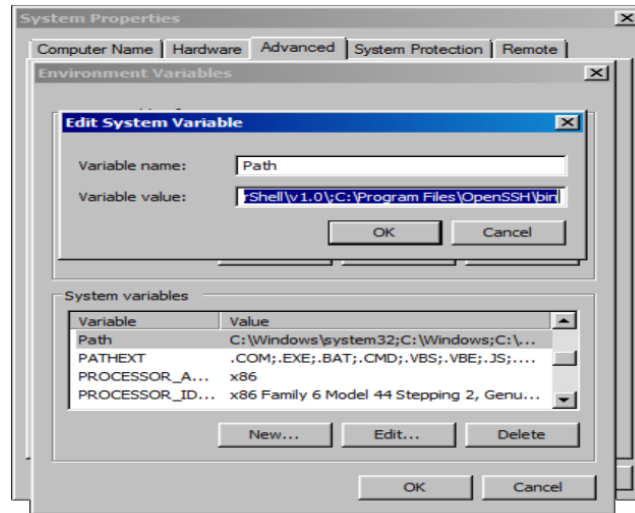 System Properties
Computer Name Hardware Advanced System Protection Remote
Environment Variables
Edit System Variable
Variable name: Path
Variable value: rShell\v1.0\;C:\Program Files\OpenSSH\bin
OK Cancel
System variables
Variable Value
Path C:\Windows\system32;C:\Windows;C:\...
PATHEXT .COM;.EXE;.BAT;.CMD;.VBS;.VBE;.JS;....
PROCESSOR_A... x86
PROCESSOR_ID... x86 Family 6 Model 44 Stepping 2, Genu...
New... Edit... Delete
OK Cancel